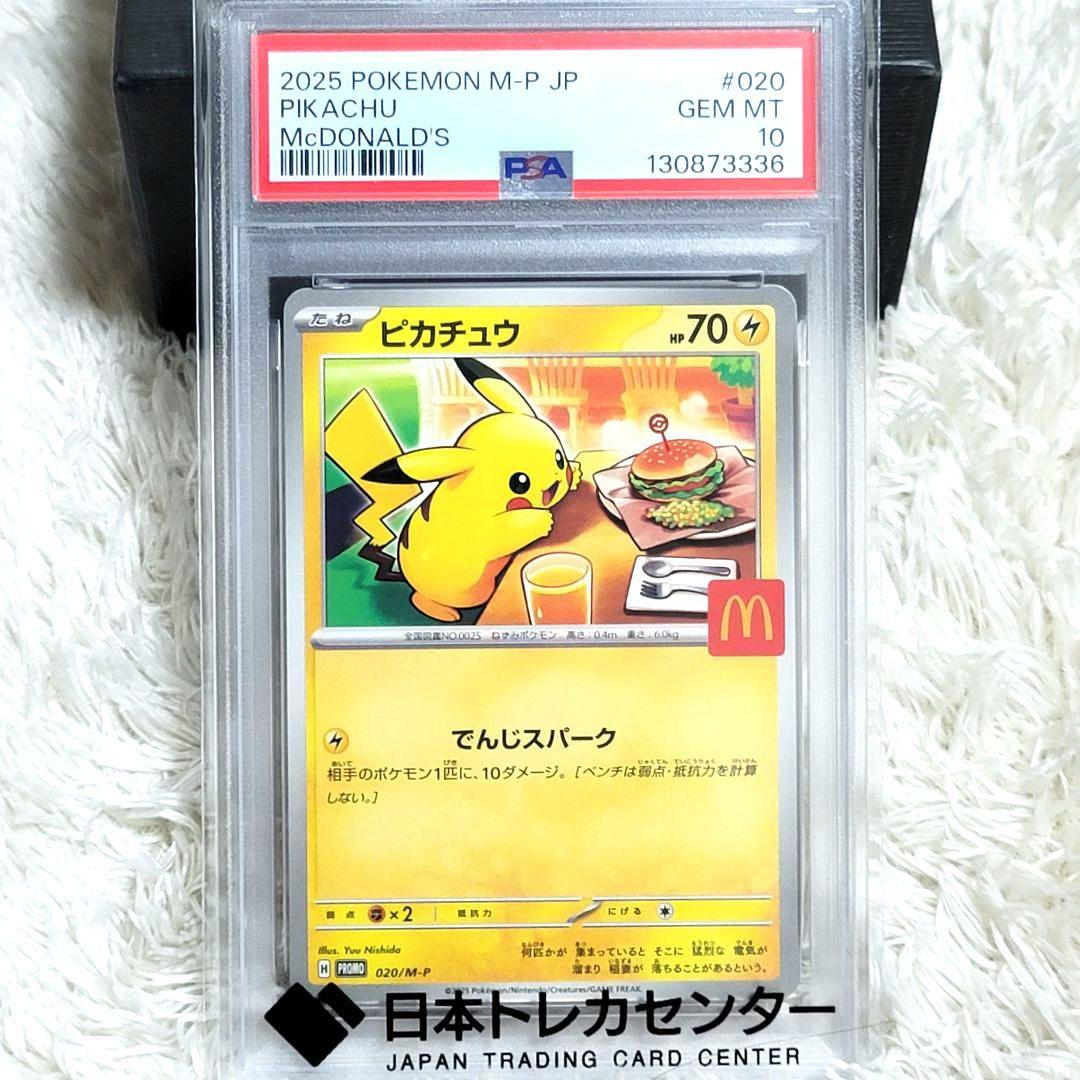 2025 POKEMON M-P JP #020
PIKACHU GEM MT
McDONALD'S 10
PSA 130873336
たね ピカチュウ HP70
全国図鑑NO.0025 ねずみポケモン 高さ:0.4m 重さ:6.0kg
でんじスパーク
相手のポケモン1匹に、10ダメージ。[ベンチは弱点・抵抗力を計算
しない。]
弱点 ×2 抵抗力 にげる
Illus. Yuu Nishida
何匹かが 集まっていると そこに 猛烈な 電気が
溜まり 稲妻が 落ちることがあるという。
H PROMO 020/M-P
©2025 Pokémon/Nintendo/Creatures/GAME FREAK.
日本トレカセンター
JAPAN TRADING CARD CENTER